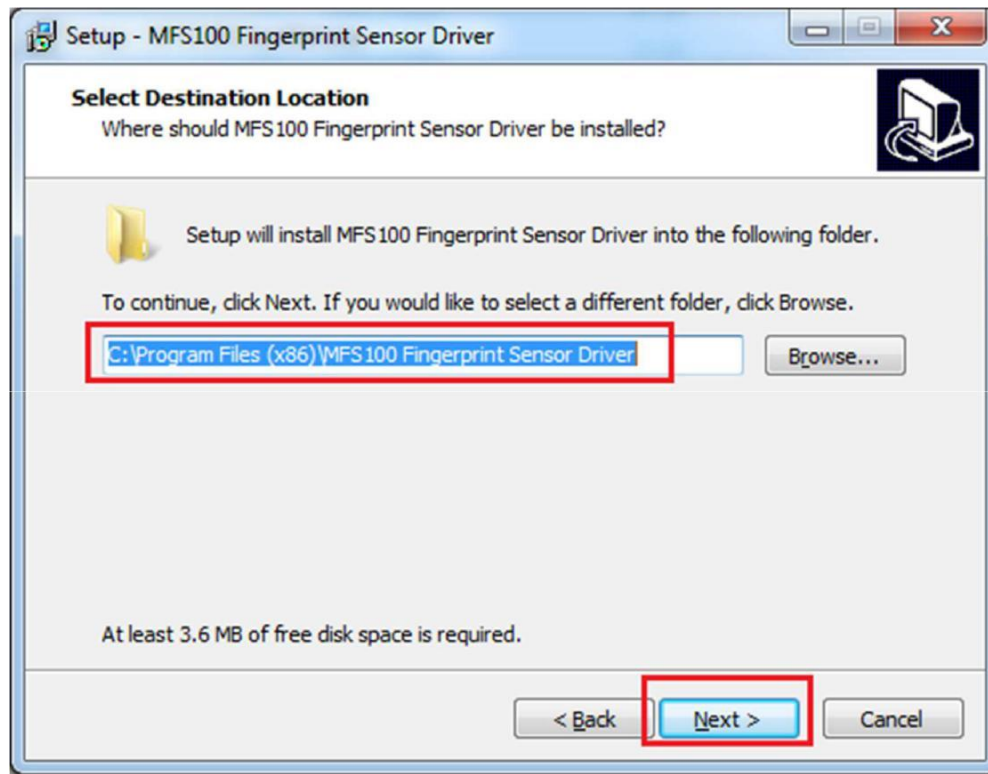 Setup - MFS100 Fingerprint Sensor Driver
Select Destination Location
Where should MFS100 Fingerprint Sensor Driver be installed?
Setup will install MFS100 Fingerprint Sensor Driver into the following folder.
To continue, click Next. If you would like to select a different folder, click Browse.
C:\Program Files (x86)\MFS100 Fingerprint Sensor Driver
Browse...
At least 3.6 MB of free disk space is required.
< Back
Next >
Cancel